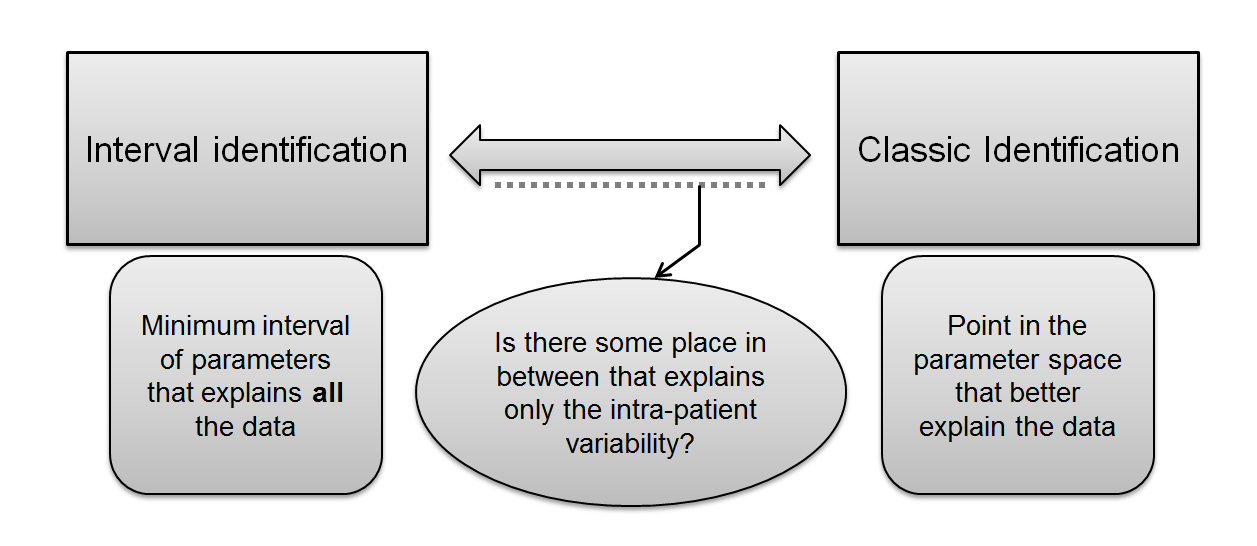 Interval identification
Classic Identification
Minimum interval
of parameters
that explains all
the data
Is there some place in
between that explains
only the intra-patient
variability?
Point in the
parameter space
that better
explain the data